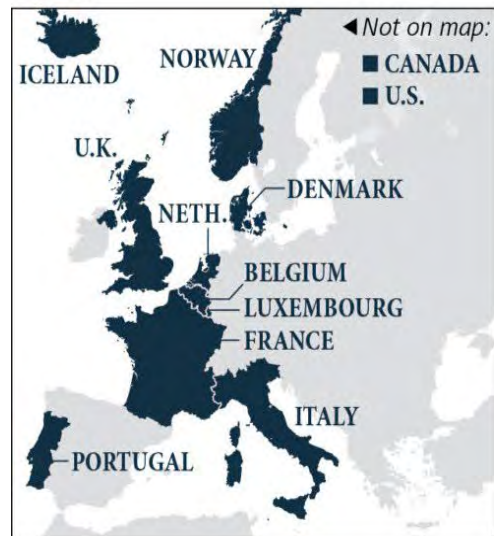 ◀ Not on map:
■ CANADA
■ U.S.
NORWAY
ICELAND
U.K.
DENMARK
NETH.
BELGIUM
LUXEMBOURG
FRANCE
ITALY
PORTUGAL